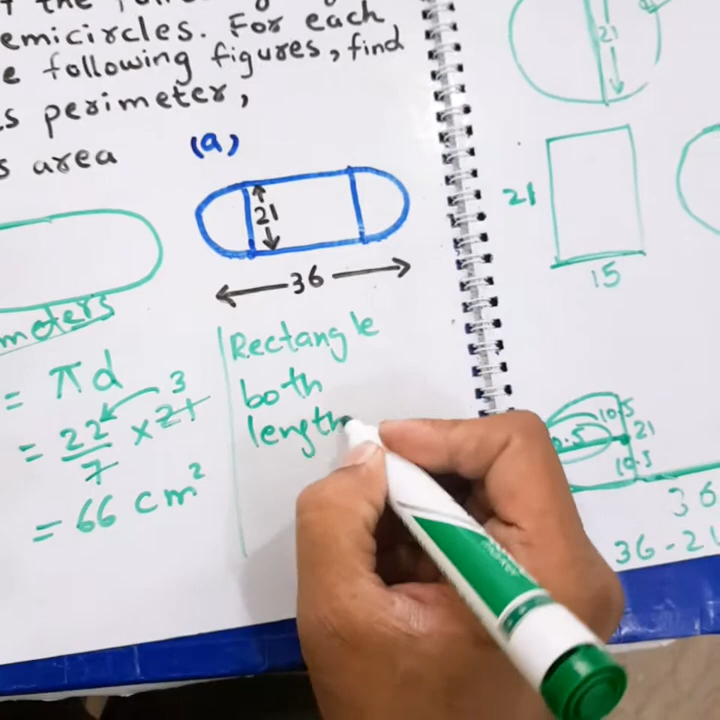 emicircles. For each
e following figures, find
s perimeter,
s area
(a)
21
36
meters
= πd
= 22/7 × 21 3
= 66 cm²
Rectangle
both
length
21
21
15
10.5
21
10.5
36
36-21